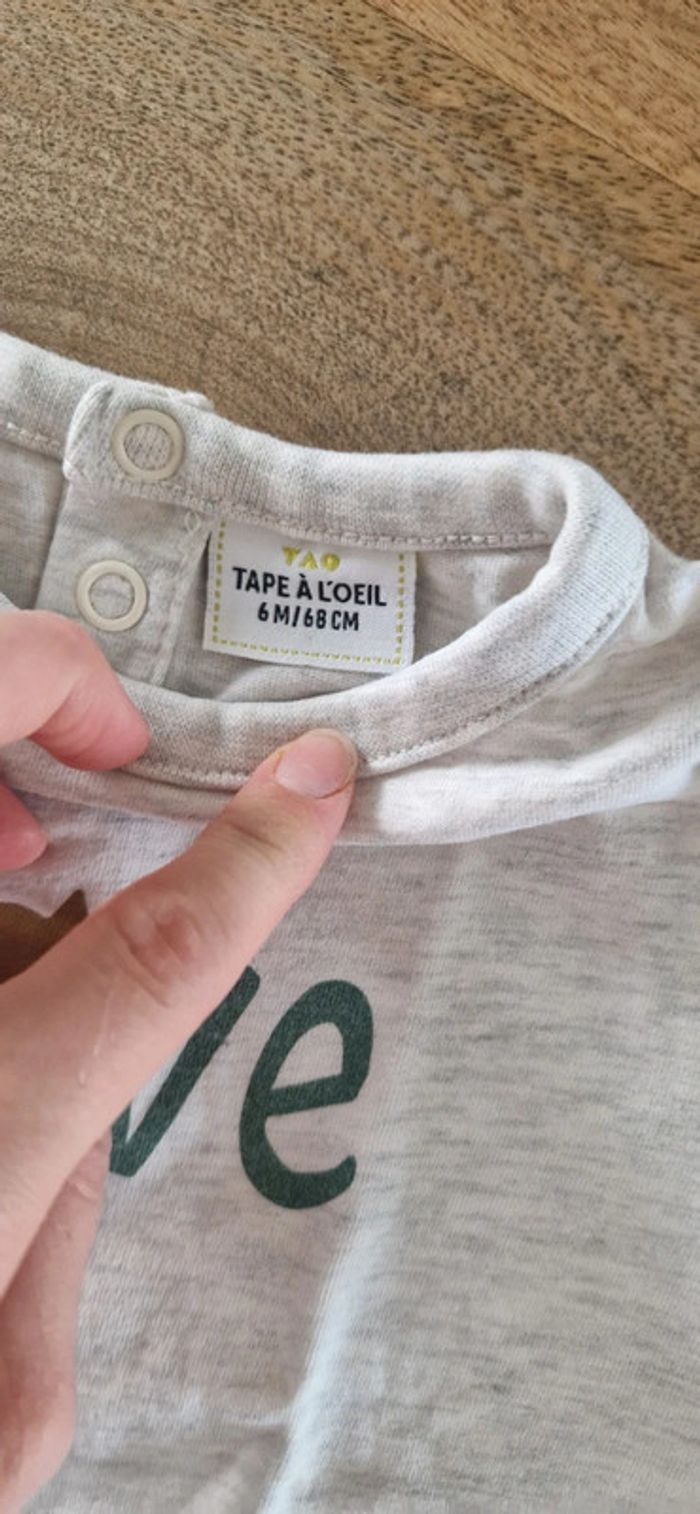 TAO
TAPE À L'OEIL
6M/68CM
ve